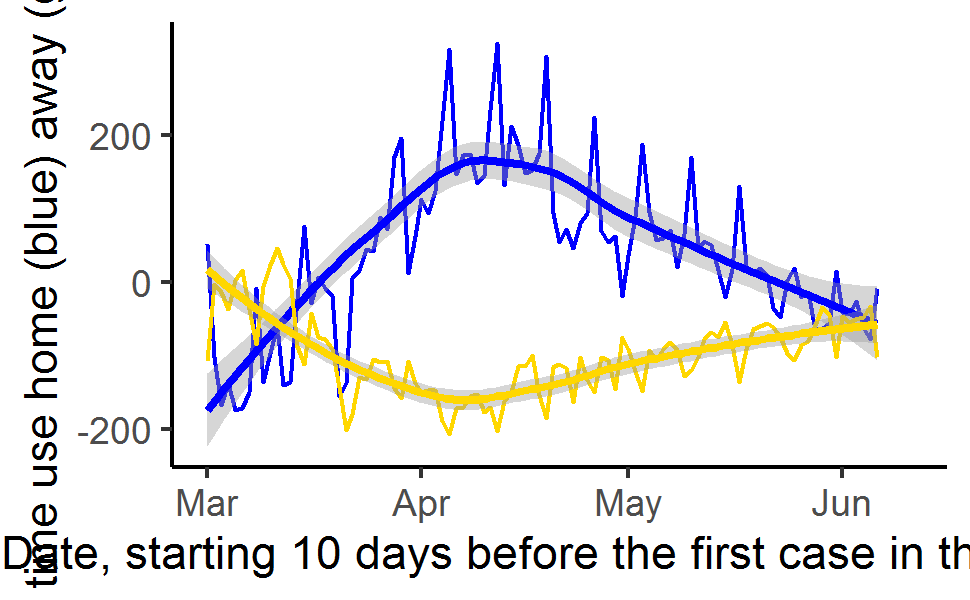 time use home (blue) away (
200
0
-200
Mar Apr May Jun
Date, starting 10 days before the first case in th